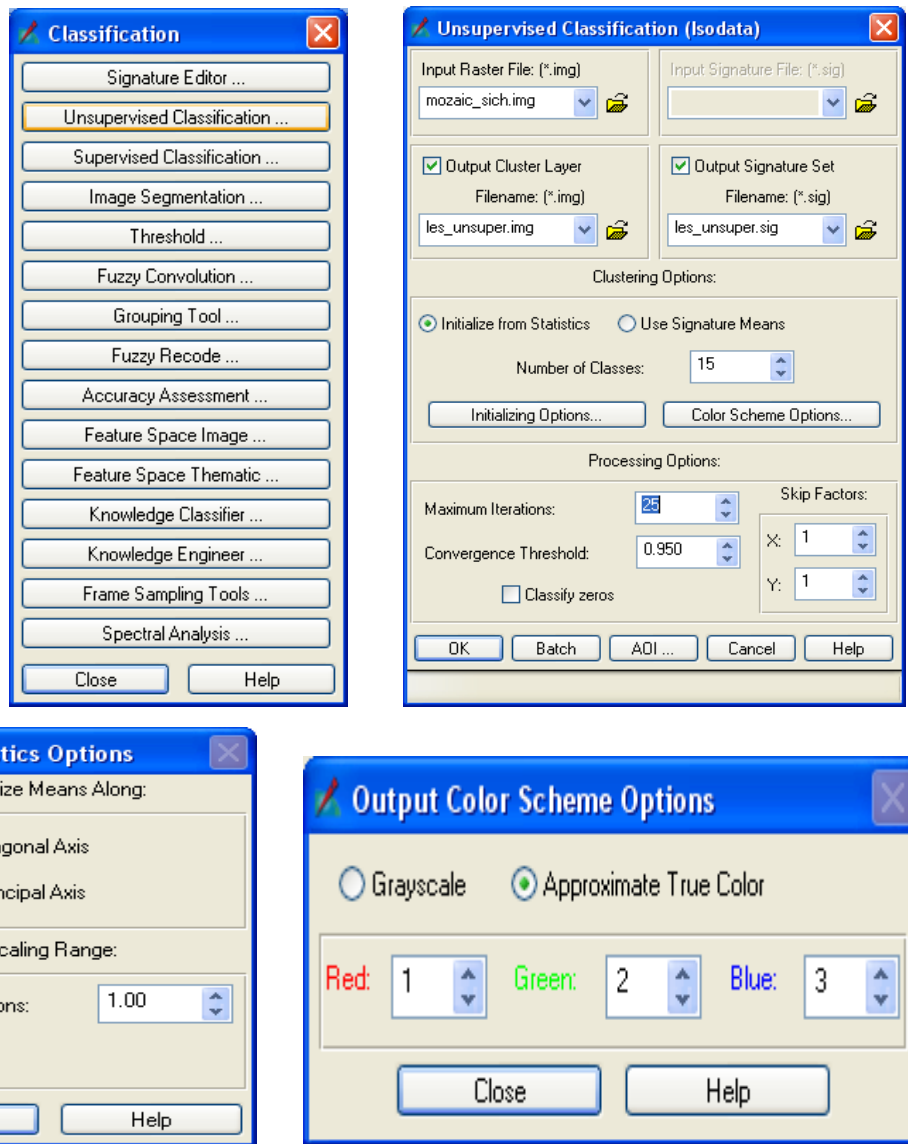 Classification
Signature Editor ...
Unsupervised Classification ...
Supervised Classification ...
Image Segmentation ...
Threshold ...
Fuzzy Convolution ...
Grouping Tool ...
Fuzzy Recode ...
Accuracy Assessment ...
Feature Space Image ...
Feature Space Thematic ...
Knowledge Classifier ...
Knowledge Engineer ...
Frame Sampling Tools ...
Spectral Analysis ...
Close Help
Unsupervised Classification (Isodata)
Input Raster File: (*.img) Input Signature File: (*.sig)
mozaic_sich.img
Output Cluster Layer Output Signature Set
Filename: (*.img) Filename: (*.sig)
les_unsuper.img les_unsuper.sig
Clustering Options:
Initialize from Statistics Use Signature Means
Number of Classes: 15
Initializing Options... Color Scheme Options...
Processing Options:
Maximum Iterations: 25 Skip Factors:
Convergence Threshold: 0.950 X: 1
Classify zeros Y: 1
OK Batch AOI ... Cancel Help
tics Options
ize Means Along:
gonal Axis
ncipal Axis
caling Range:
ons: 1.00
Help
Output Color Scheme Options
Grayscale Approximate True Color
Red: 1 Green: 2 Blue: 3
Close Help